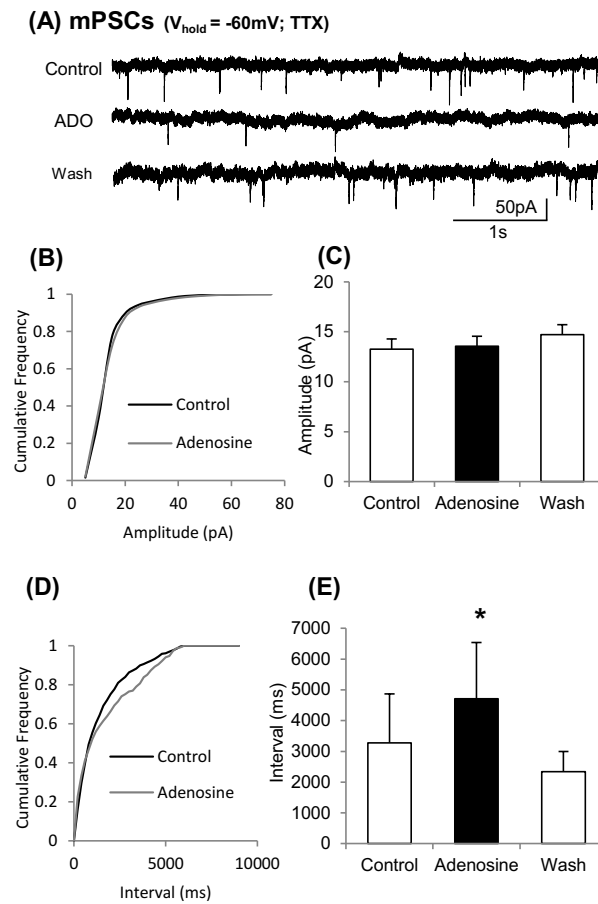 (A) mPSCs (Vhold = -60mV; TTX)
Control
ADO
Wash
50pA
1s
(B)
Cumulative Frequency
1
0.8
0.6
0.4
0.2
0
0 20 40 60 80
Amplitude (pA)
Control
Adenosine
(C)
Amplitude (pA)
20
15
10
5
0
Control Adenosine Wash
(D)
Cumulative Frequency
1
0.8
0.6
0.4
0.2
0
0 5000 10000
Interval (ms)
Control
Adenosine
(E)
*
Interval (ms)
7000
6000
5000
4000
3000
2000
1000
0
Control Adenosine Wash